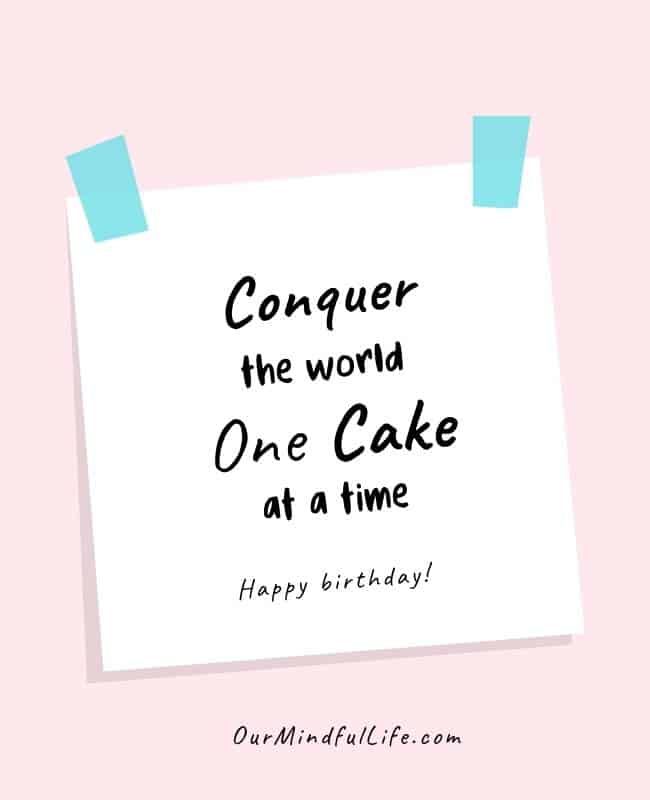 Conquer
the world
One Cake
at a time
Happy birthday!
OurMindfulLife.com